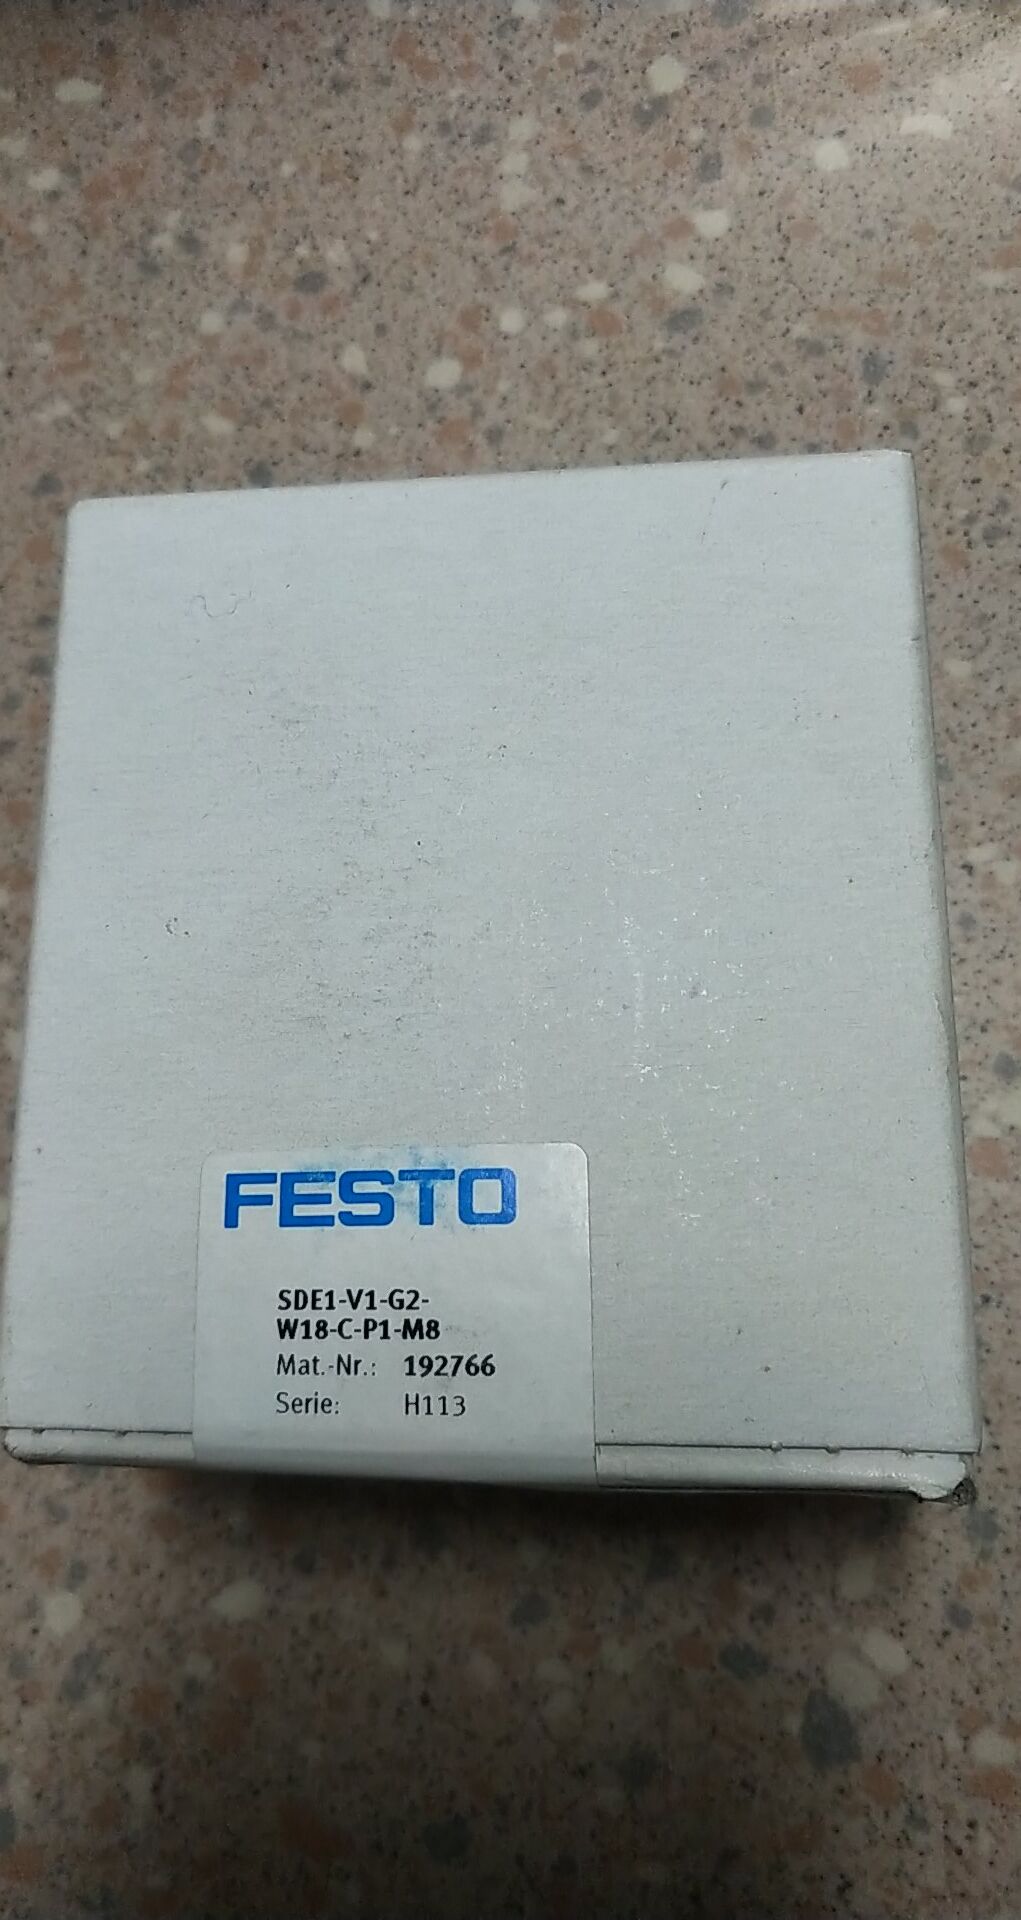 FESTO
SDE1-V1-G2-
W18-C-P1-M8
Mat.-Nr.: 192766
Serie: H113